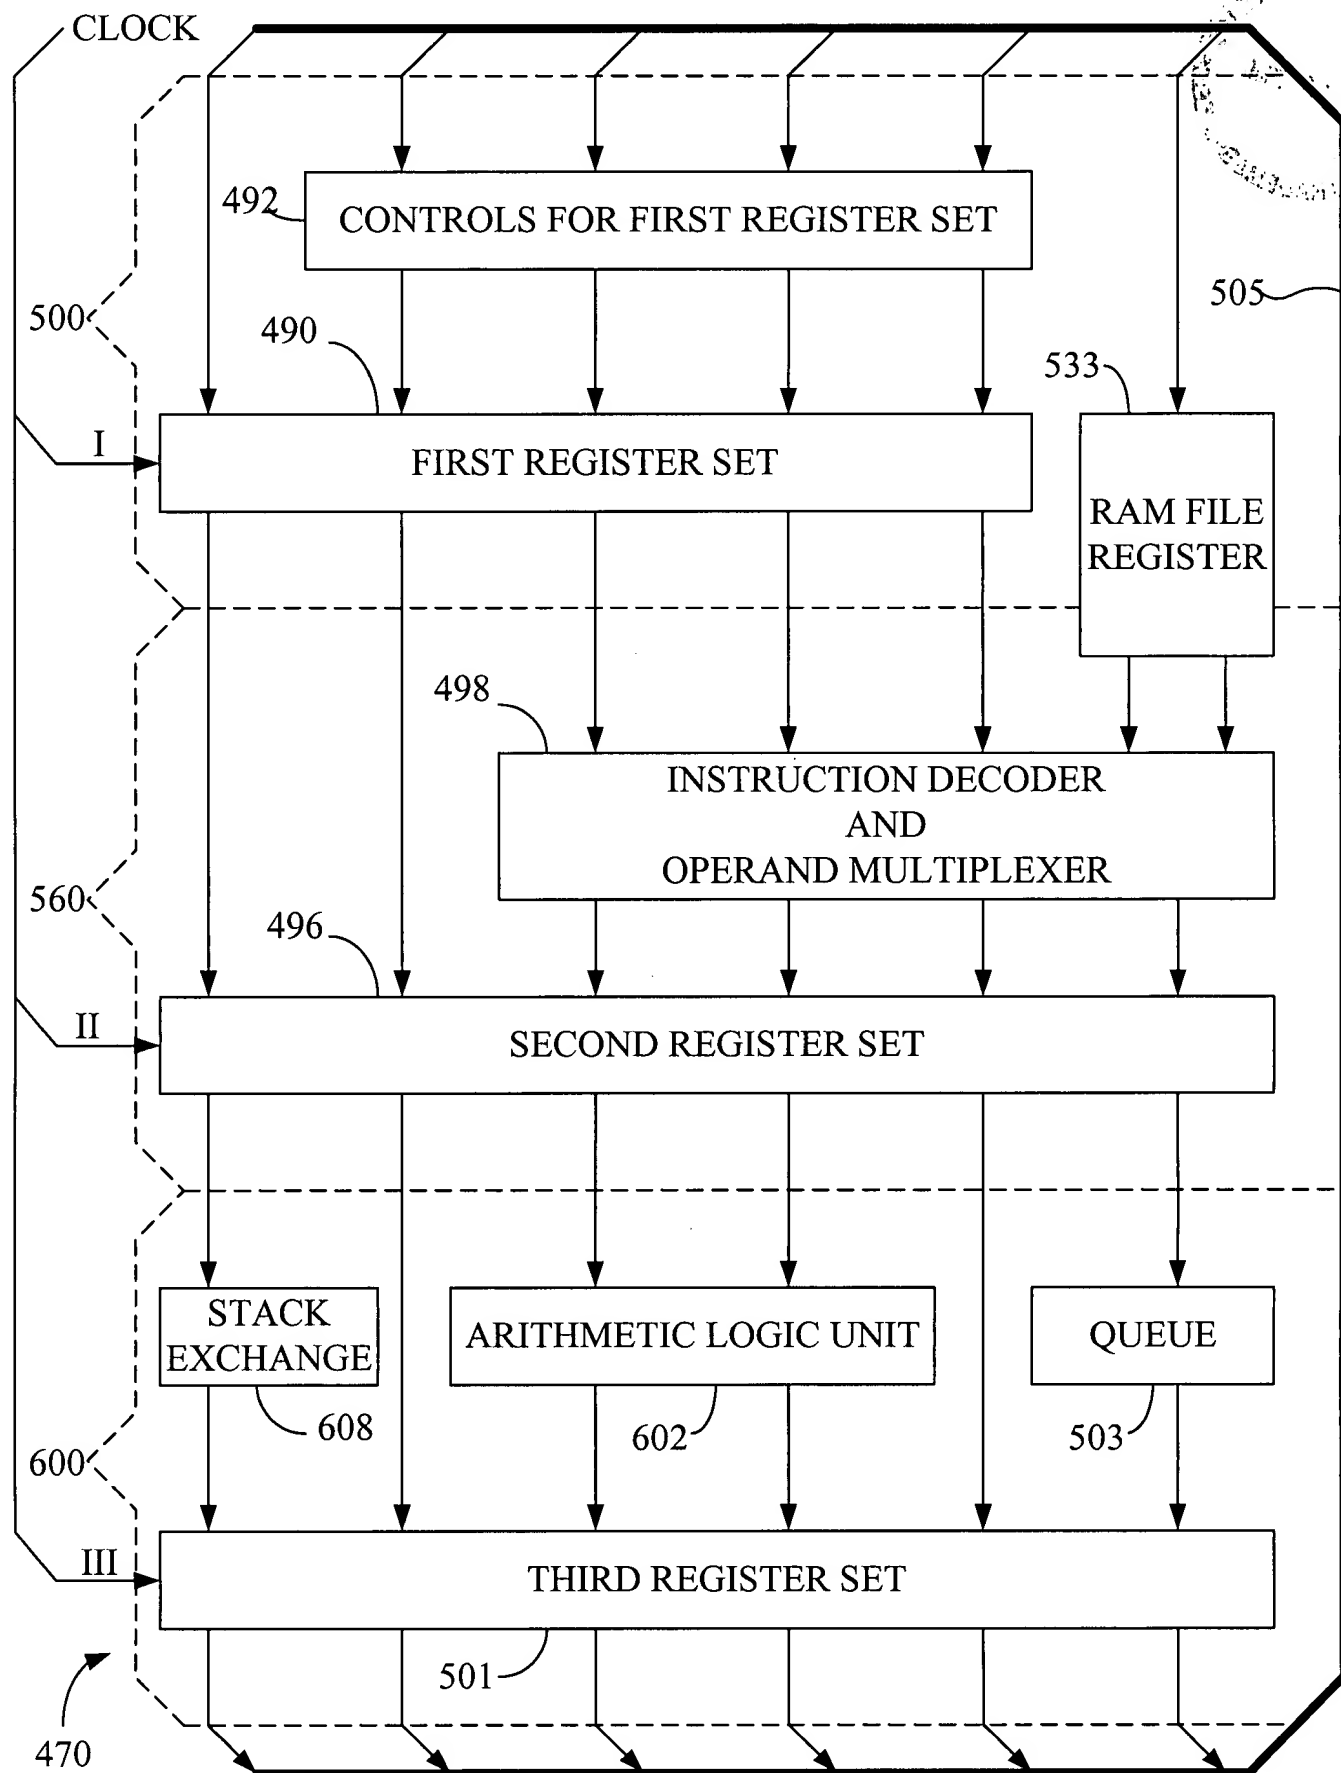 CLOCK
492
CONTROLS FOR FIRST REGISTER SET
500
505
490
533
I
FIRST REGISTER SET
RAM FILE
REGISTER
498
INSTRUCTION DECODER
AND
OPERAND MULTIPLEXER
560
496
II
SECOND REGISTER SET
STACK
EXCHANGE
ARITHMETIC LOGIC UNIT
QUEUE
608
602
503
600
III
THIRD REGISTER SET
501
470